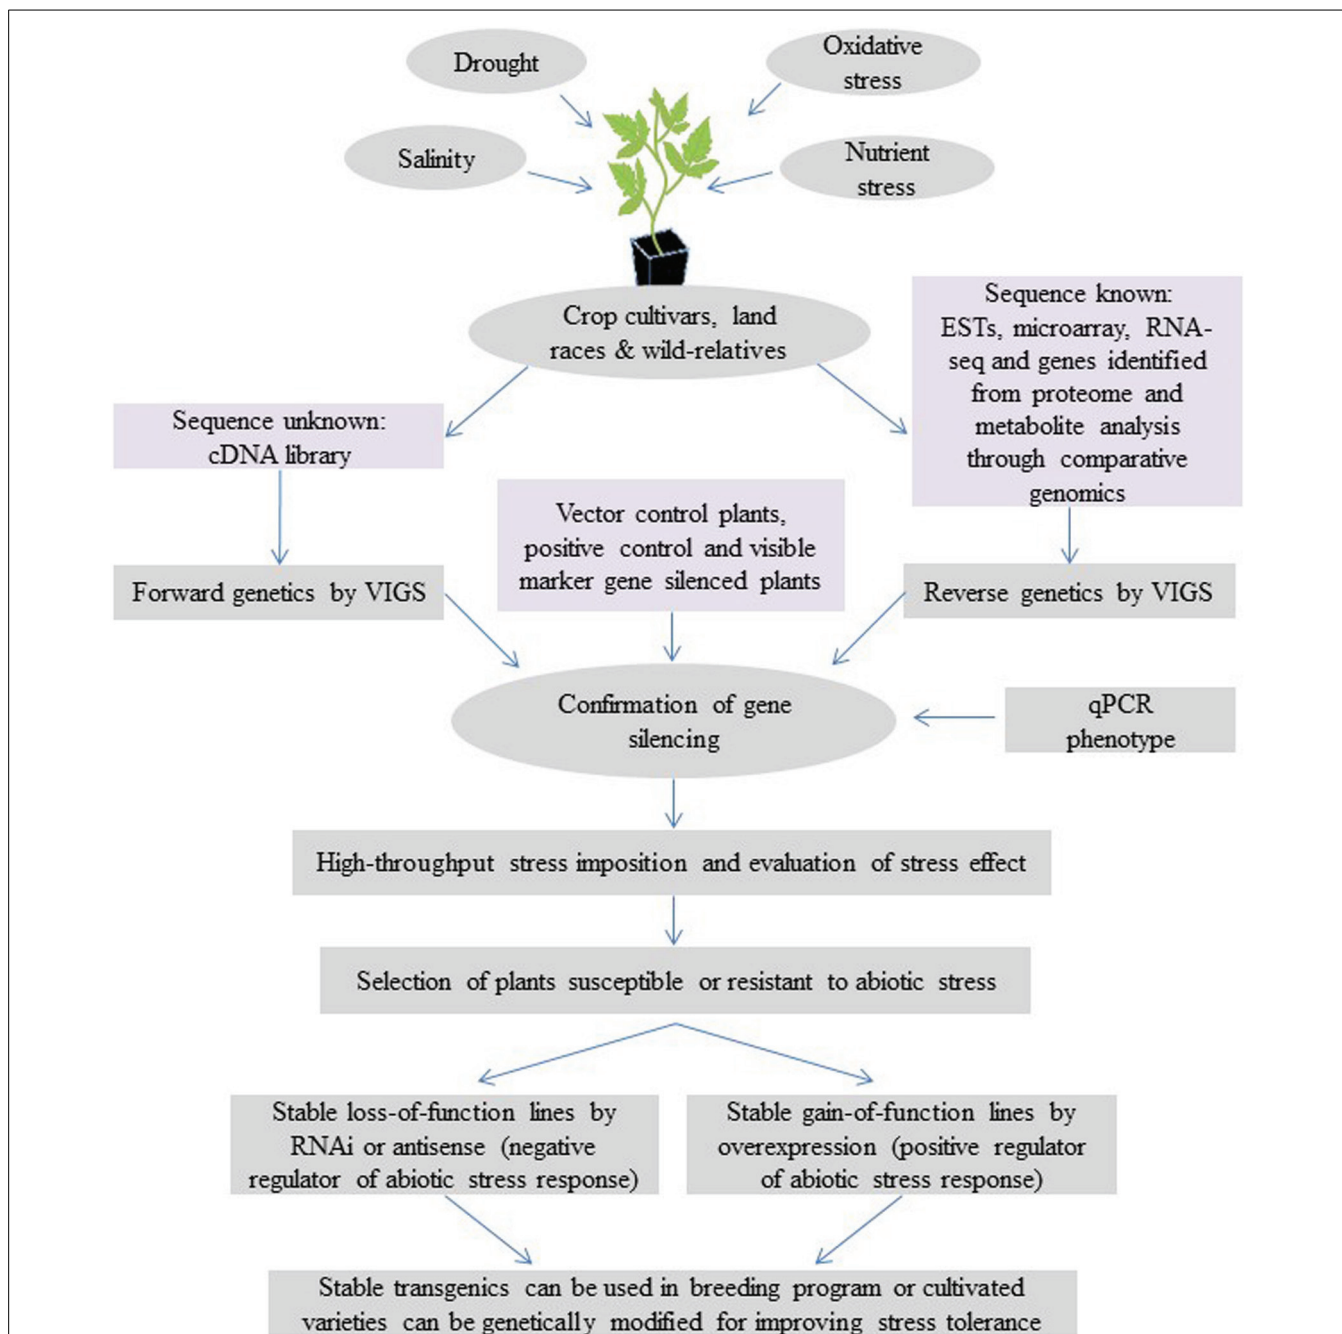 Drought
Oxidative
stress
Salinity
Nutrient
stress
Crop cultivars, land
races & wild-relatives
Sequence known:
ESTs, microarray, RNA-
seq and genes identified
from proteome and
metabolite analysis
through comparative
genomics
Sequence unknown:
cDNA library
Vector control plants,
positive control and visible
marker gene silenced plants
Forward genetics by VIGS
Reverse genetics by VIGS
Confirmation of gene
silencing
qPCR
phenotype
High-throughput stress imposition and evaluation of stress effect
Selection of plants susceptible or resistant to abiotic stress
Stable loss-of-function lines by
RNAi or antisense (negative
regulator of abiotic stress response)
Stable gain-of-function lines by
overexpression (positive regulator
of abiotic stress response)
Stable transgenics can be used in breeding program or cultivated
varieties can be genetically modified for improving stress tolerance